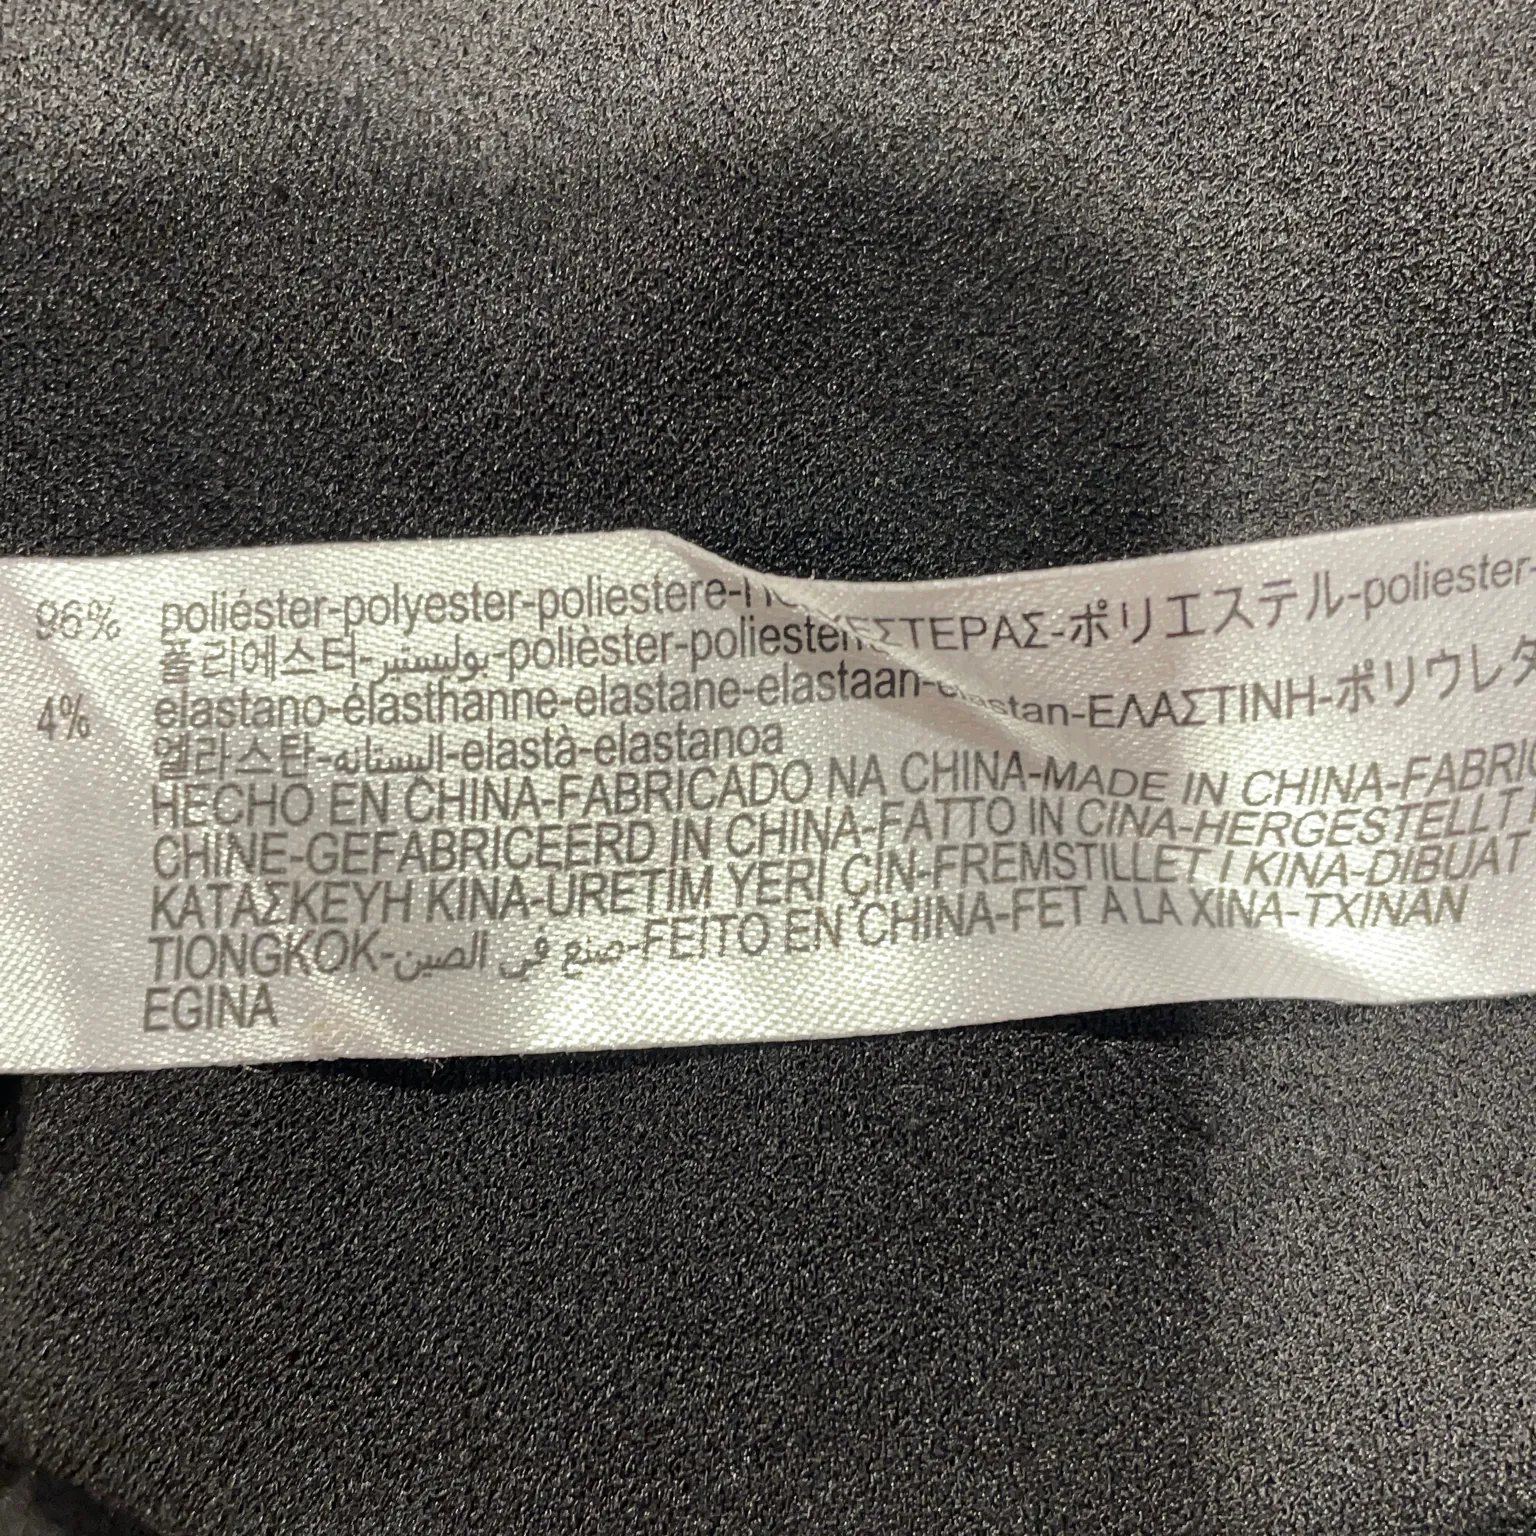 96% poliéster-polyester-poliestere-ΕΣΤΕΡΑΣ-ポリエステル-poliester-
폴리에스터-بوليستير-polièster-poliester
4% elastano-élasthanne-elastane-elastaan-elastan-ΕΛΑΣΤΙΝΗ-ポリウレタ
엘라스탄-اليستانه-elastà-elastanoa
HECHO EN CHINA-FABRICADO NA CHINA-MADE IN CHINA-FABRIC
CHINE-GEFABRICEERD IN CHINA-FATTO IN CINA-HERGESTELLT
ΚΑΤΑΣΚΕΥΗ ΚΙΝΑ-URETIM YERI ÇIN-FREMSTILLET I KINA-DIBUAT
TIONGKOK-صنع في الصين-FEITO EN CHINA-FET A LA XINA-TXINAN
EGINA